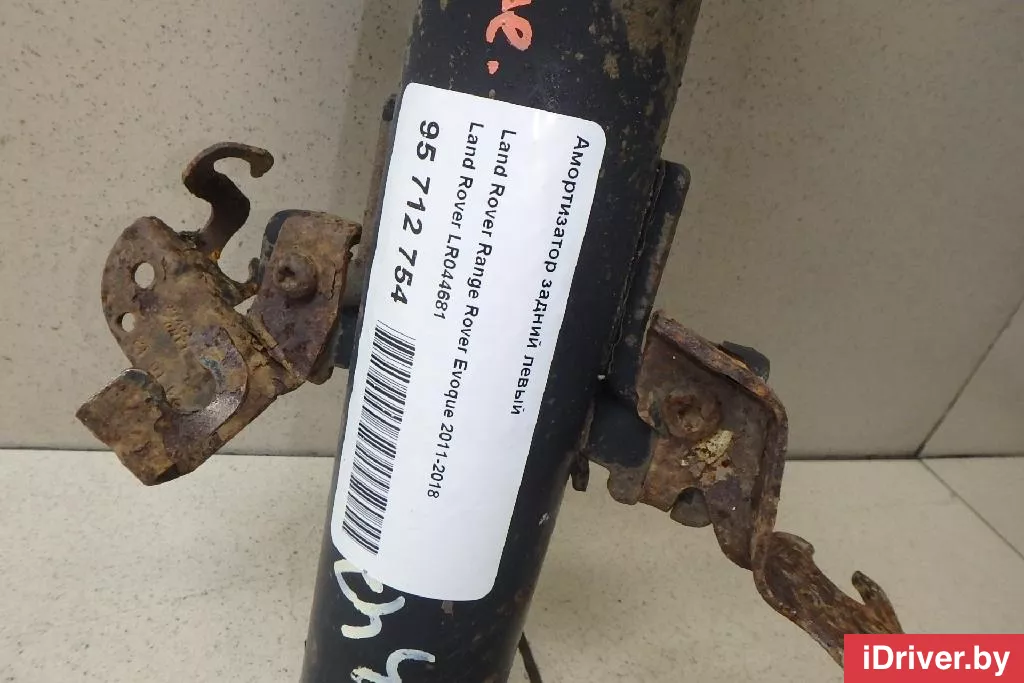 Амортизатор задний левый
Land Rover Range Rover Evoque 2011-2018
Land Rover LR044681
95 712 754
iDriver.by